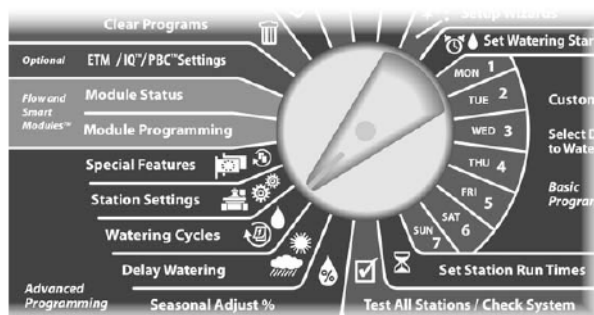 Clear Programs
Setup Wizards
Optional
ETM / IQ™/PBC™Settings
Set Watering Star
Flow and
Smart
Modules™
Module Status
Module Programming
MON 1
TUE 2
WED 3
THU 4
FRI 5
SAT 6
SUN 7
Custom
Select D
to Wate
Basic
Progra
Special Features
Station Settings
Watering Cycles
Delay Watering
Seasonal Adjust %
%
Advanced
Programming
Set Station Run Times
Test All Stations / Check System